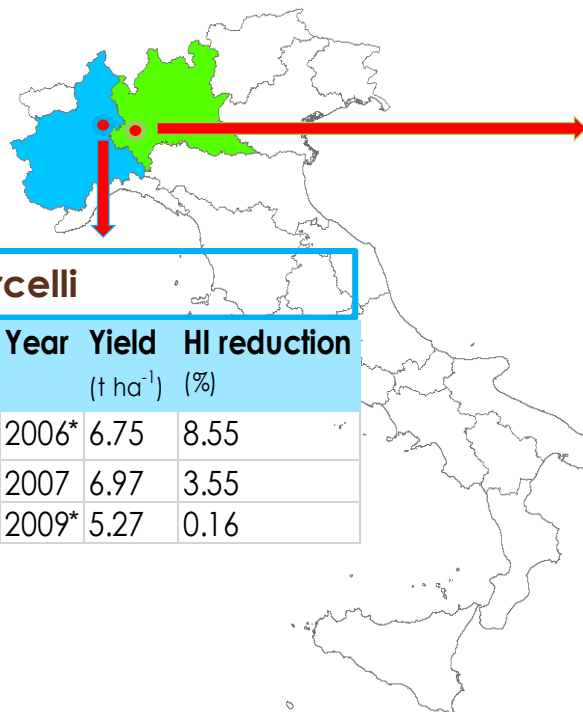 rcelli
Year Yield HI reduction
(t ha⁻¹) (%)
2006* 6.75 8.55
2007 6.97 3.55
2009* 5.27 0.16